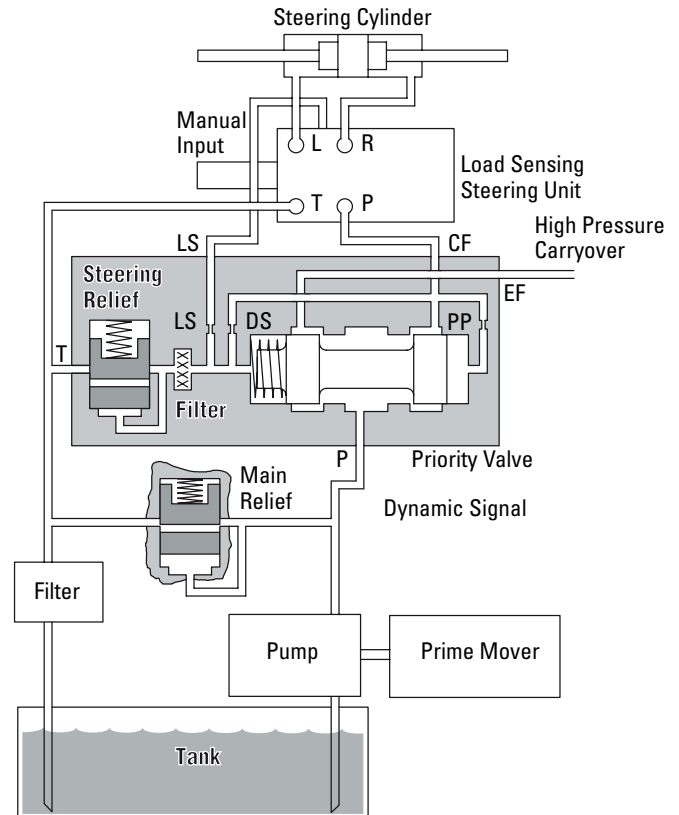 Steering Cylinder
Manual
Input
L
R
Load Sensing
Steering Unit
T
P
High Pressure
Carryover
LS
CF
EF
Steering
Relief
LS
DS
PP
T
Filter
P
Priority Valve
Main
Relief
Dynamic Signal
Filter
Pump
Prime Mover
Tank